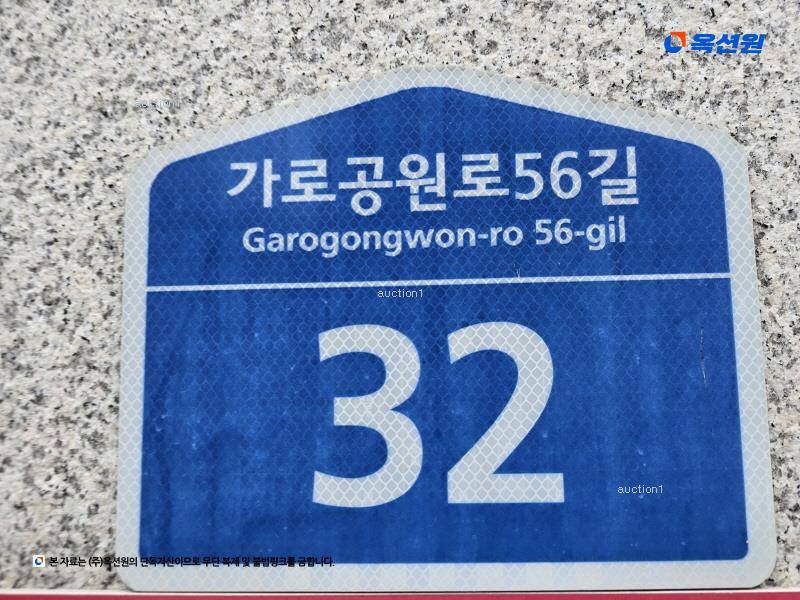 옥션원
가로공원로56길
Garogongwon-ro 56-gil
auction1
32
auction1
본 자료는 (주)옥션원의 단독자산이므로 무단 복제 및 불법링크를 금합니다.